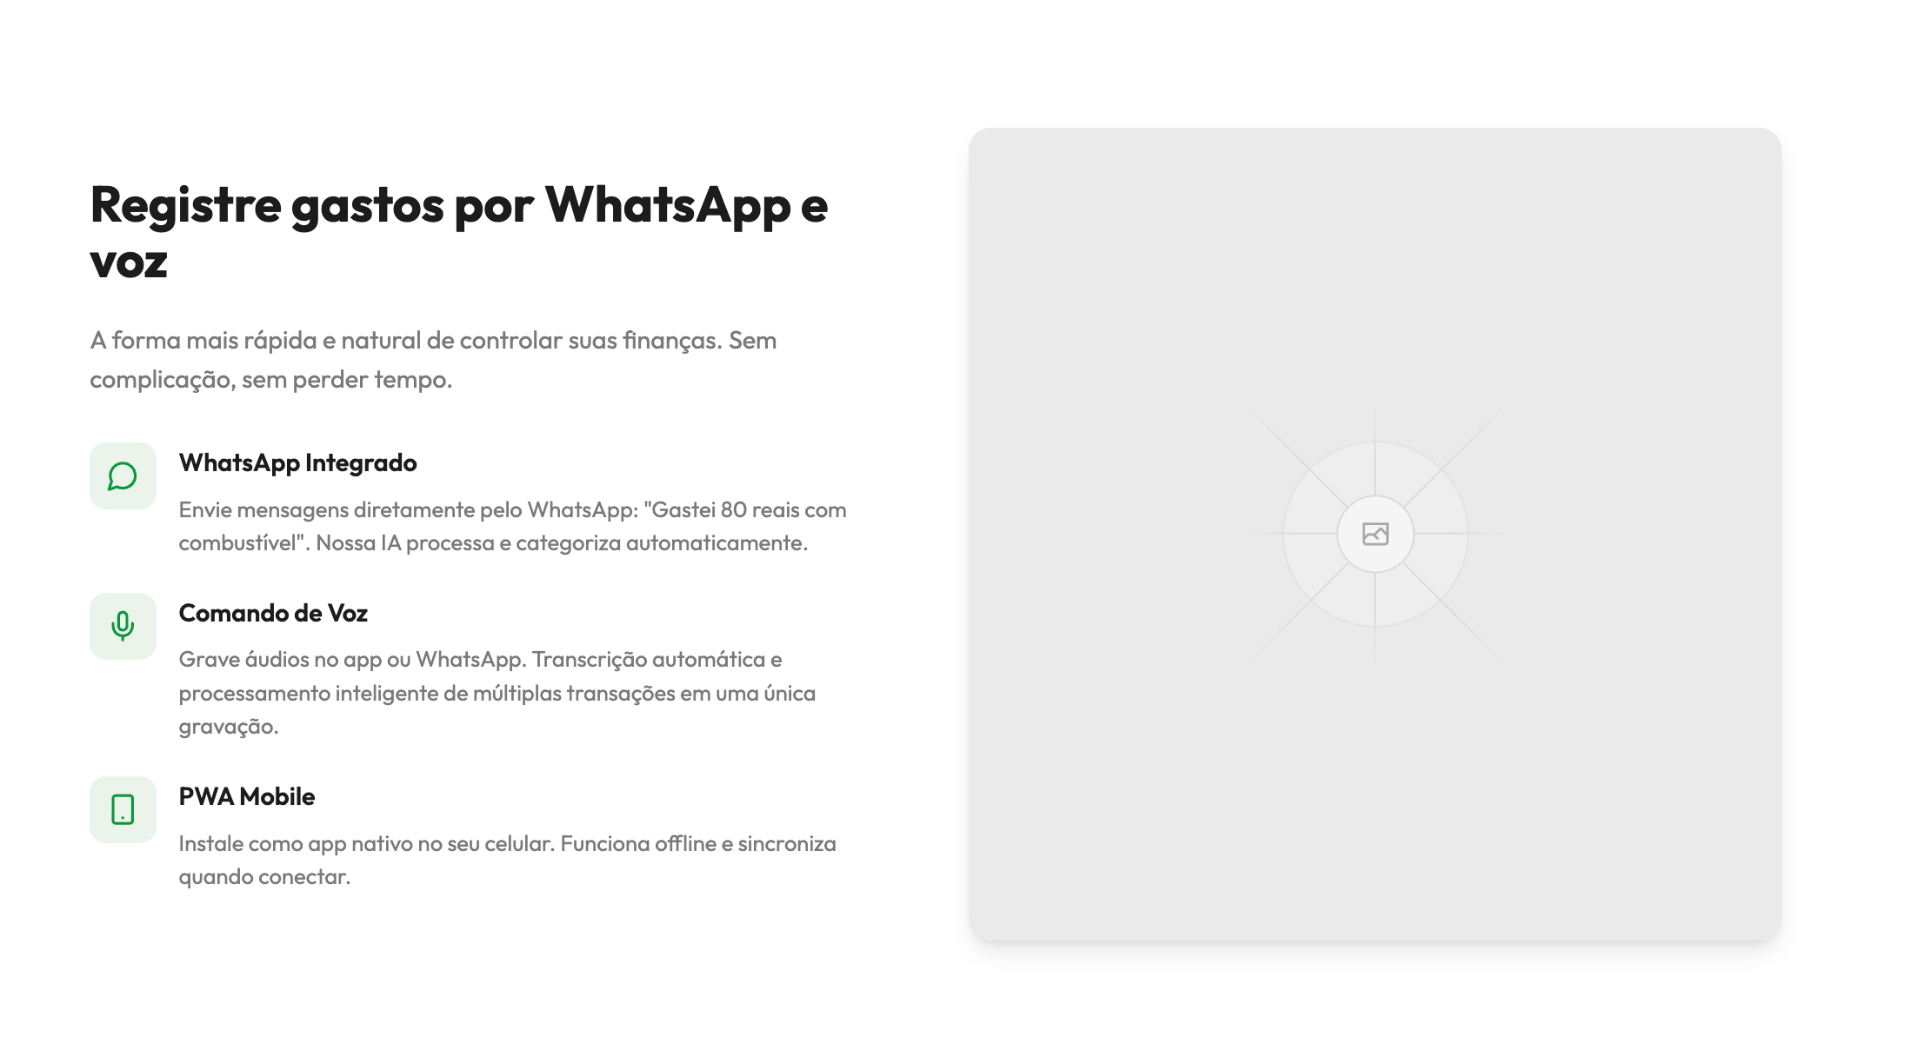 Registre gastos por WhatsApp e
voz
A forma mais rápida e natural de controlar suas finanças. Sem
complicação, sem perder tempo.
WhatsApp Integrado
Envie mensagens diretamente pelo WhatsApp: "Gastei 80 reais com
combustível". Nossa IA processa e categoriza automaticamente.
Comando de Voz
Grave áudios no app ou WhatsApp. Transcrição automática e
processamento inteligente de múltiplas transações em uma única
gravação.
PWA Mobile
Instale como app nativo no seu celular. Funciona offline e sincroniza
quando conectar.